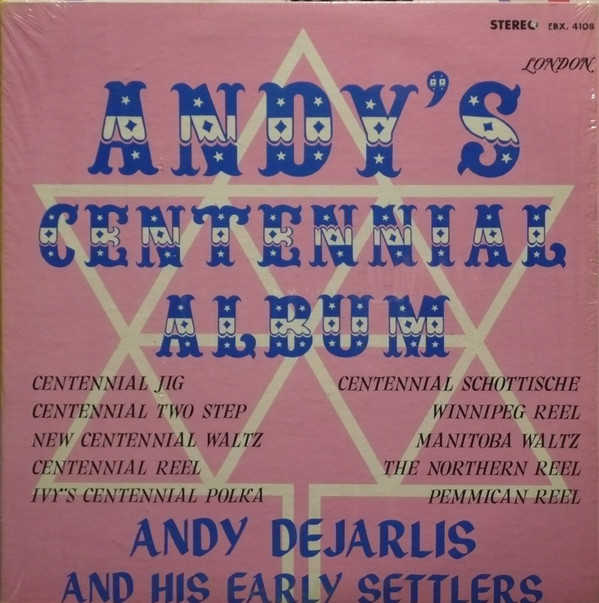 STEREO EBX. 4108
LONDON
ANDY'S
CENTENNIAL
ALBUM
CENTENNIAL JIG
CENTENNIAL TWO STEP
NEW CENTENNIAL WALTZ
CENTENNIAL REEL
IVY'S CENTENNIAL POLKA
CENTENNIAL SCHOTTISCHE
WINNIPEG REEL
MANITOBA WALTZ
THE NORTHERN REEL
PEMMICAN REEL
ANDY DEJARLIS
AND HIS EARLY SETTLERS